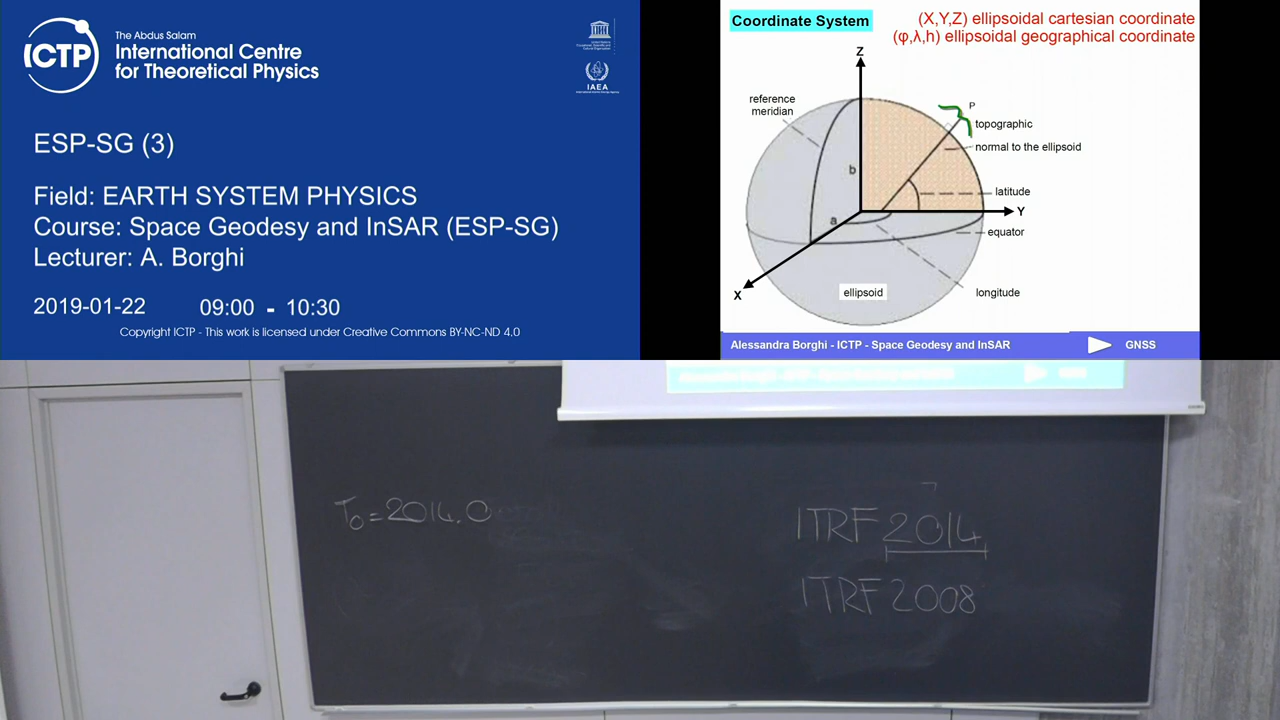 The Abdus Salam
ICTP
International Centre
for Theoretical Physics
IAEA
ESP-SG (3)
Field: EARTH SYSTEM PHYSICS
Course: Space Geodesy and InSAR (ESP-SG)
Lecturer: A. Borghi
2019-01-22 09:00 - 10:30
Copyright ICTP - This work is licensed under Creative Commons BY-NC-ND 4.0
Coordinate System
(X,Y,Z) ellipsoidal cartesian coordinate
(φ,λ,h) ellipsoidal geographical coordinate
Z
reference
meridian
P
topographic
normal to the ellipsoid
b
latitude
Y
a
equator
X
ellipsoid
longitude
Alessandra Borghi - ICTP - Space Geodesy and InSAR
GNSS
T₀=2014.0
ITRF2014
ITRF2008